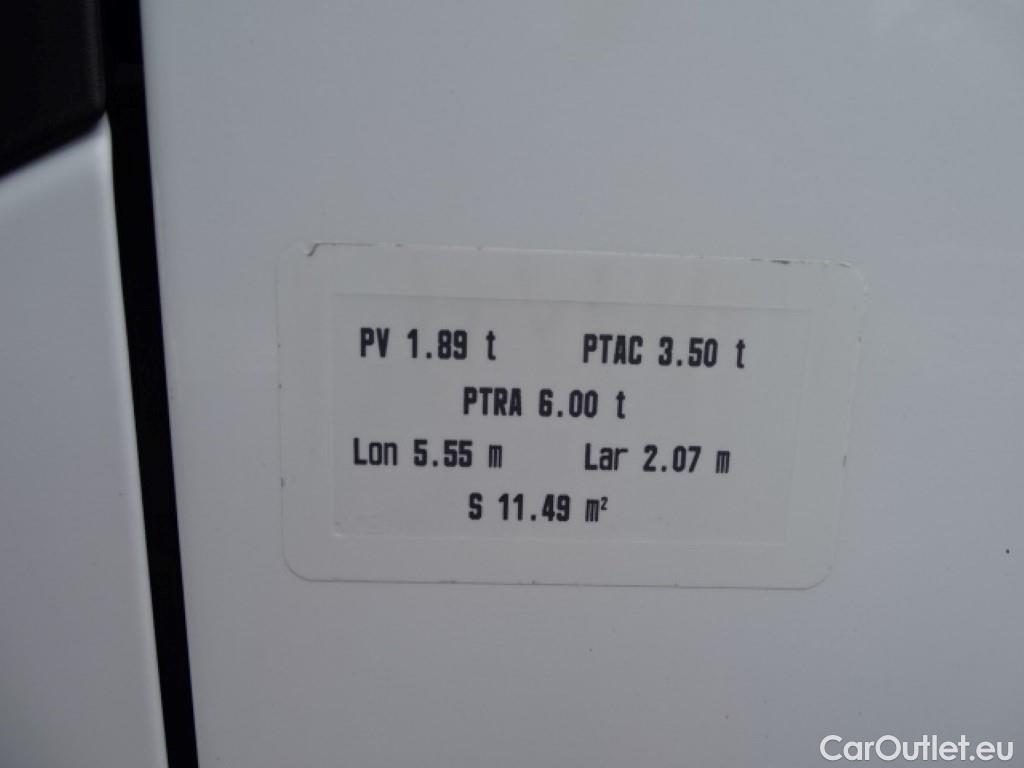 PV 1.89 t PTAC 3.50 t
PTRA 6.00 t
Lon 5.55 m Lar 2.07 m
S 11.49 m²
CarOutlet.eu